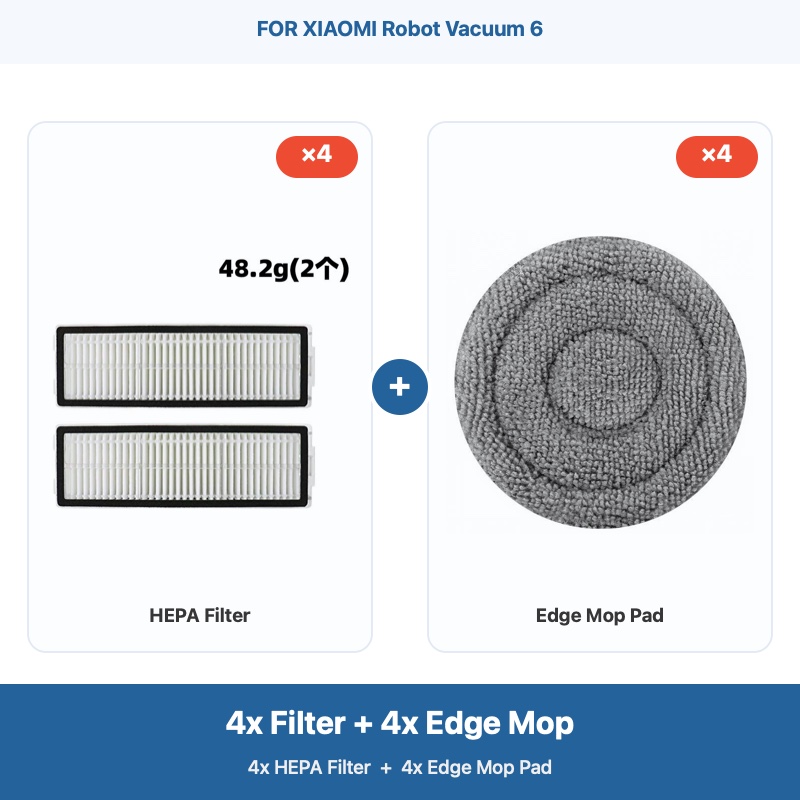 FOR XIAOMI Robot Vacuum 6
×4
×4
48.2g(2个)
+
HEPA Filter
Edge Mop Pad
4x Filter + 4x Edge Mop
4x HEPA Filter + 4x Edge Mop Pad